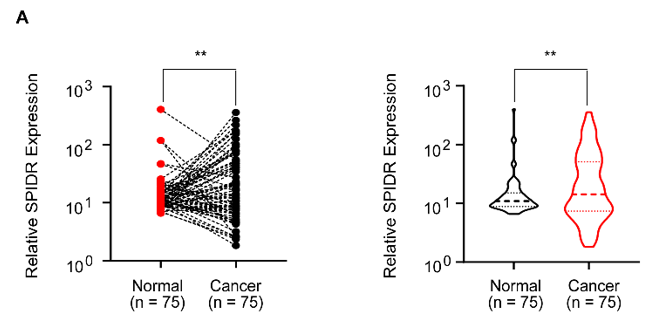 A
**
Relative SPIDR Expression
10³
10²
10¹
10⁰
Normal
(n = 75)
Cancer
(n = 75)
**
Relative SPIDR Expression
10³
10²
10¹
10⁰
Normal
(n = 75)
Cancer
(n = 75)